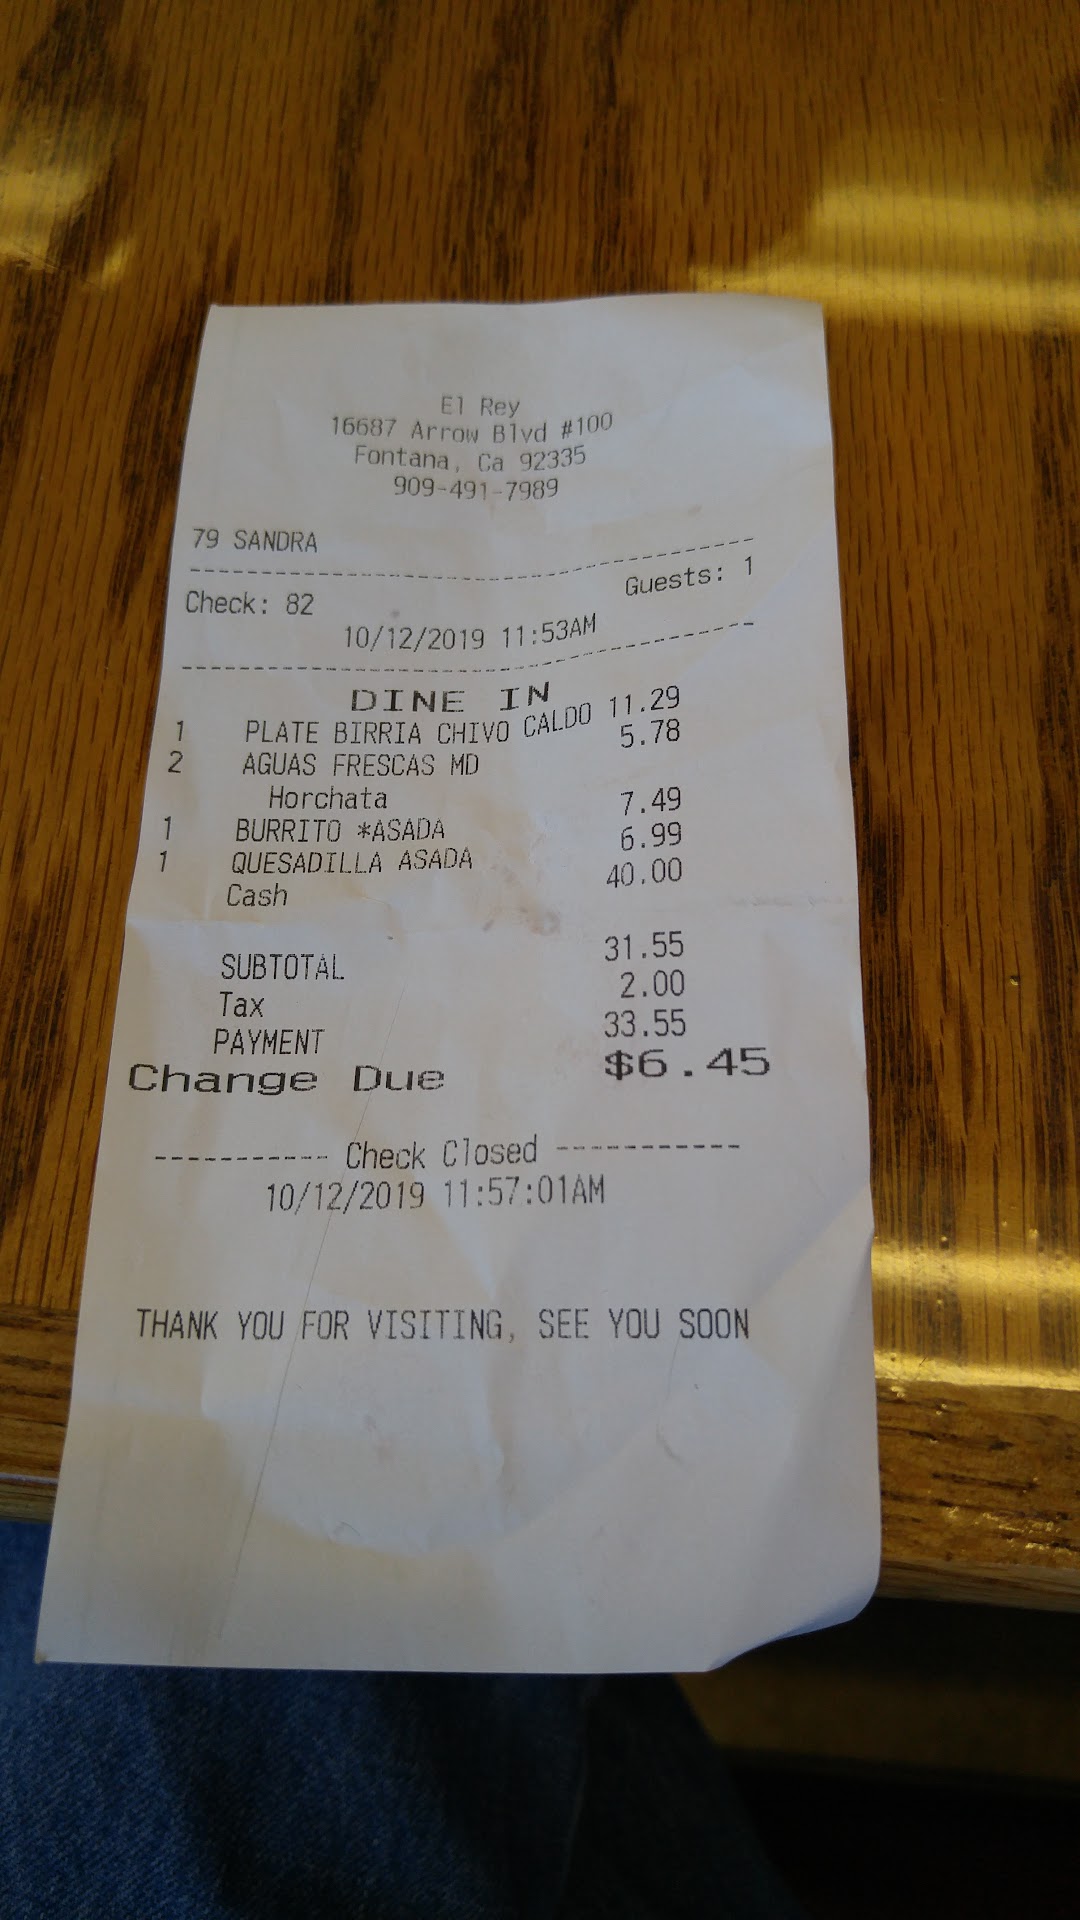 El Rey
16687 Arrow Blvd #100
Fontana, Ca 92335
909-491-7989
79 SANDRA
Check: 82 Guests: 1
10/12/2019 11:53AM
DINE IN
1 PLATE BIRRIA CHIVO CALDO 11.29
2 AGUAS FRESCAS MD 5.78
Horchata
1 BURRITO *ASADA 7.49
1 QUESADILLA ASADA 6.99
Cash 40.00
SUBTOTAL 31.55
Tax 2.00
PAYMENT 33.55
Change Due $6.45
----------- Check Closed -----------
10/12/2019 11:57:01AM
THANK YOU FOR VISITING, SEE YOU SOON